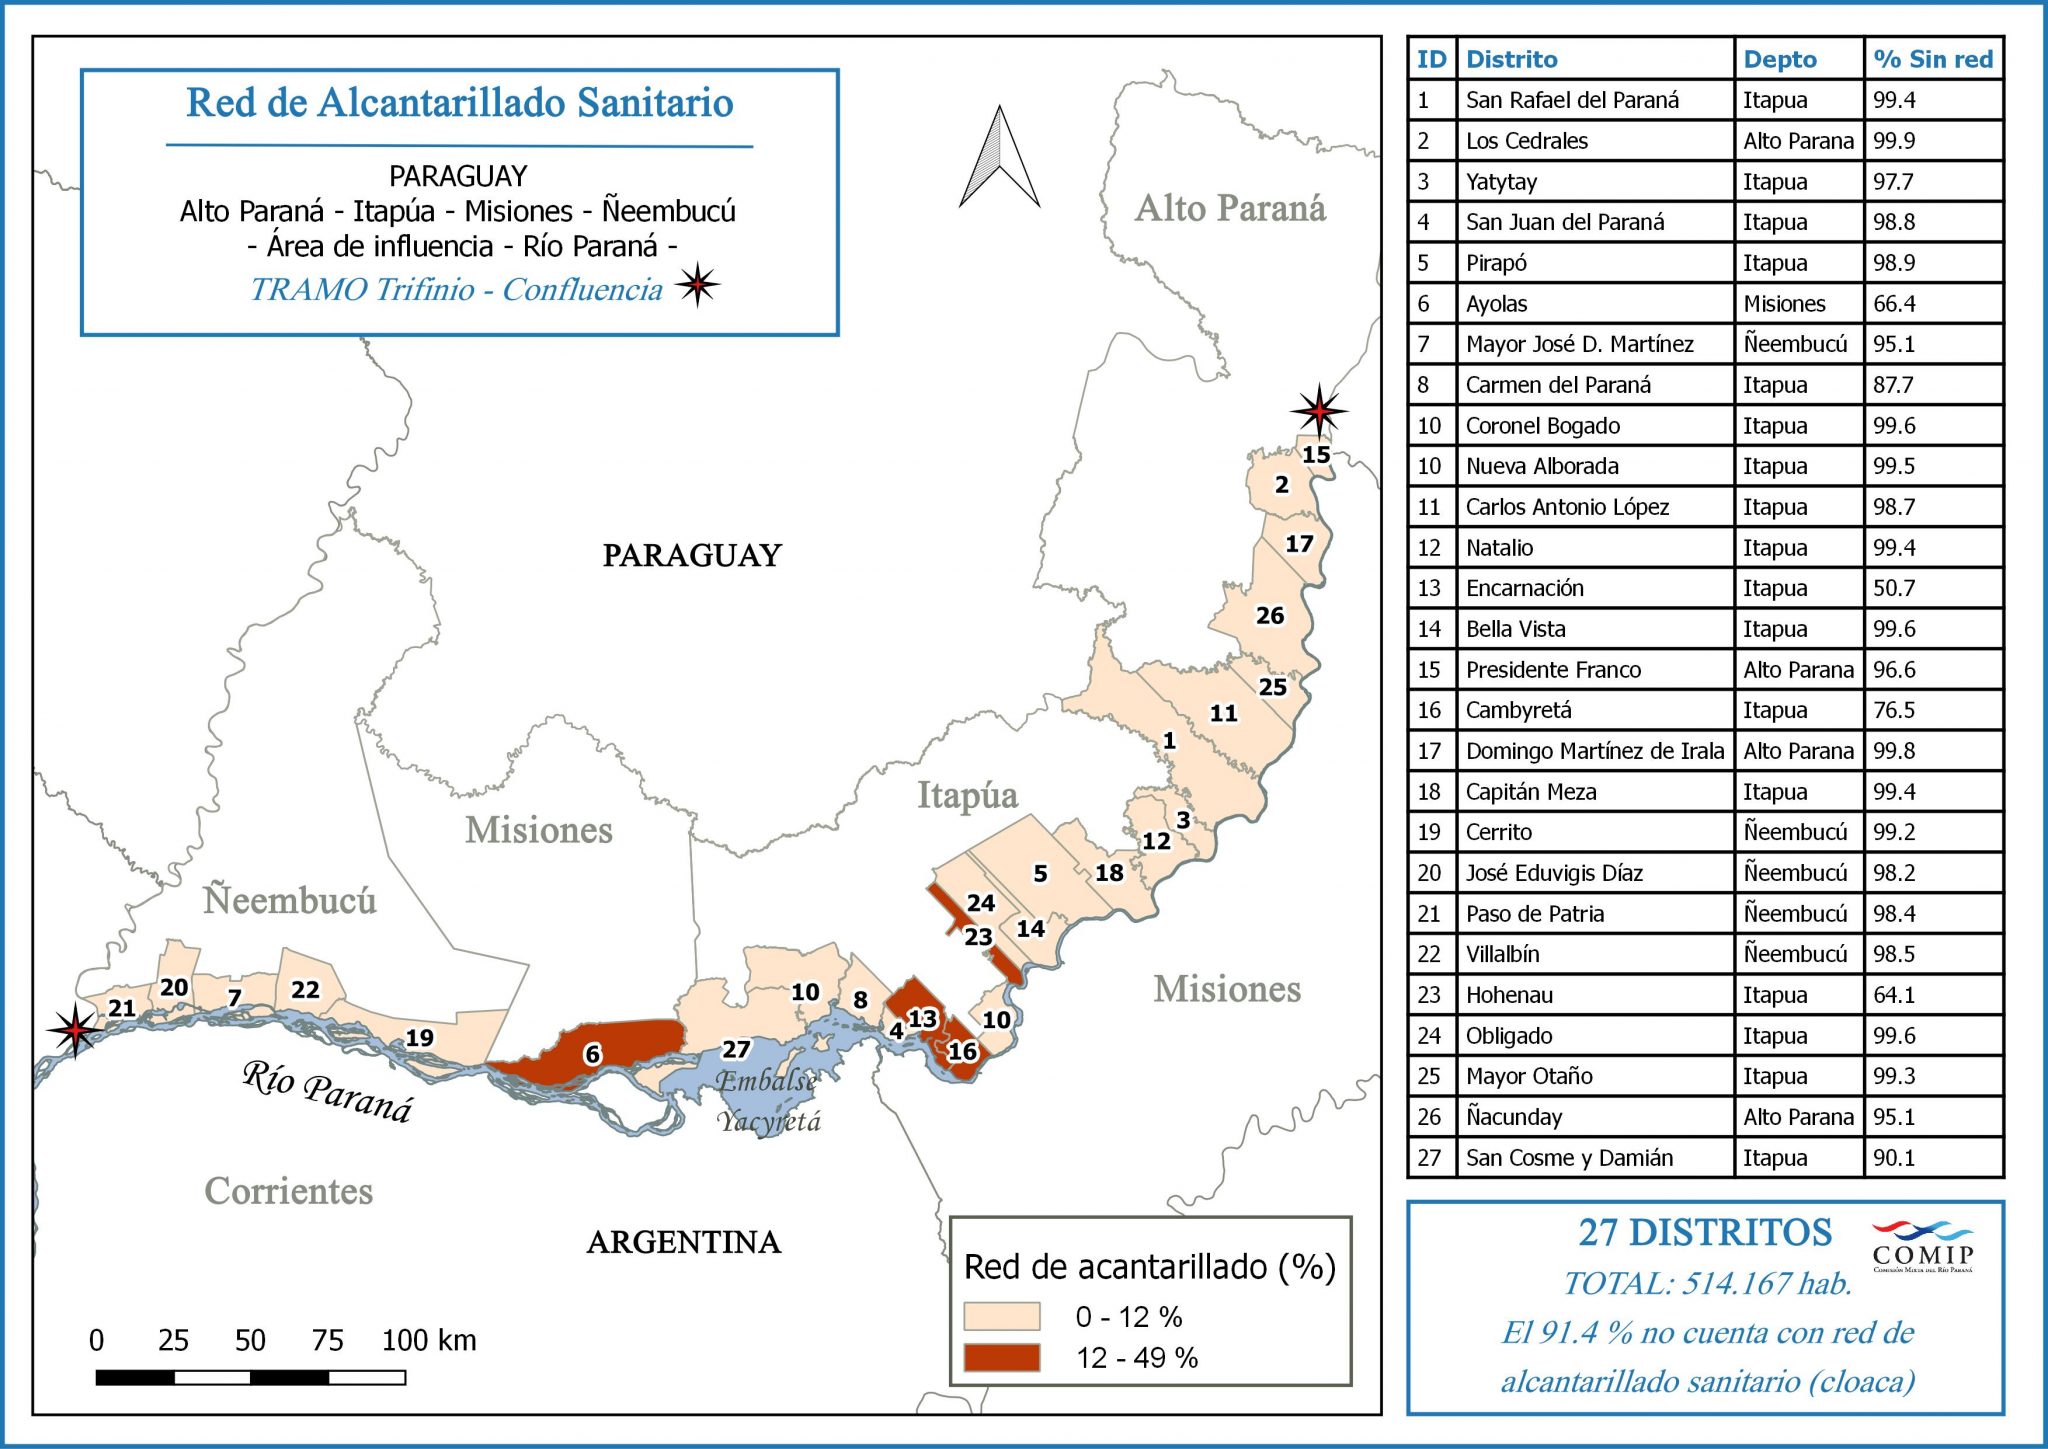 Red de Alcantarillado Sanitario
PARAGUAY
Alto Paraná - Itapúa - Misiones - Ñeembucú
- Área de influencia - Río Paraná -
TRAMO Trifinio - Confluencia
Alto Paraná
PARAGUAY
15
2
17
26
25
11
1
Itapúa
Misiones
3
12
5
18
Ñeembucú
24
14
23
Misiones
20
21
7
22
10
8
13
10
4
19
6
27
16
Río Paraná
Embalse
Yacyretá
Corrientes
ARGENTINA
Red de acantarillado (%)
0 - 12 %
12 - 49 %
0 25 50 75 100 km
ID Distrito Depto % Sin red
1 San Rafael del Paraná Itapua 99.4
2 Los Cedrales Alto Parana 99.9
3 Yatytay Itapua 97.7
4 San Juan del Paraná Itapua 98.8
5 Pirapó Itapua 98.9
6 Ayolas Misiones 66.4
7 Mayor José D. Martínez Ñeembucú 95.1
8 Carmen del Paraná Itapua 87.7
10 Coronel Bogado Itapua 99.6
10 Nueva Alborada Itapua 99.5
11 Carlos Antonio López Itapua 98.7
12 Natalio Itapua 99.4
13 Encarnación Itapua 50.7
14 Bella Vista Itapua 99.6
15 Presidente Franco Alto Parana 96.6
16 Cambyretá Itapua 76.5
17 Domingo Martínez de Irala Alto Parana 99.8
18 Capitán Meza Itapua 99.4
19 Cerrito Ñeembucú 99.2
20 José Eduvigis Díaz Ñeembucú 98.2
21 Paso de Patria Ñeembucú 98.4
22 Villalbín Ñeembucú 98.5
23 Hohenau Itapua 64.1
24 Obligado Itapua 99.6
25 Mayor Otaño Itapua 99.3
26 Ñacunday Alto Parana 95.1
27 San Cosme y Damián Itapua 90.1
27 DISTRITOS
COMIP
COMISIÓN MIXTA DEL RÍO PARANÁ
TOTAL: 514.167 hab.
El 91.4 % no cuenta con red de
alcantarillado sanitario (cloaca)